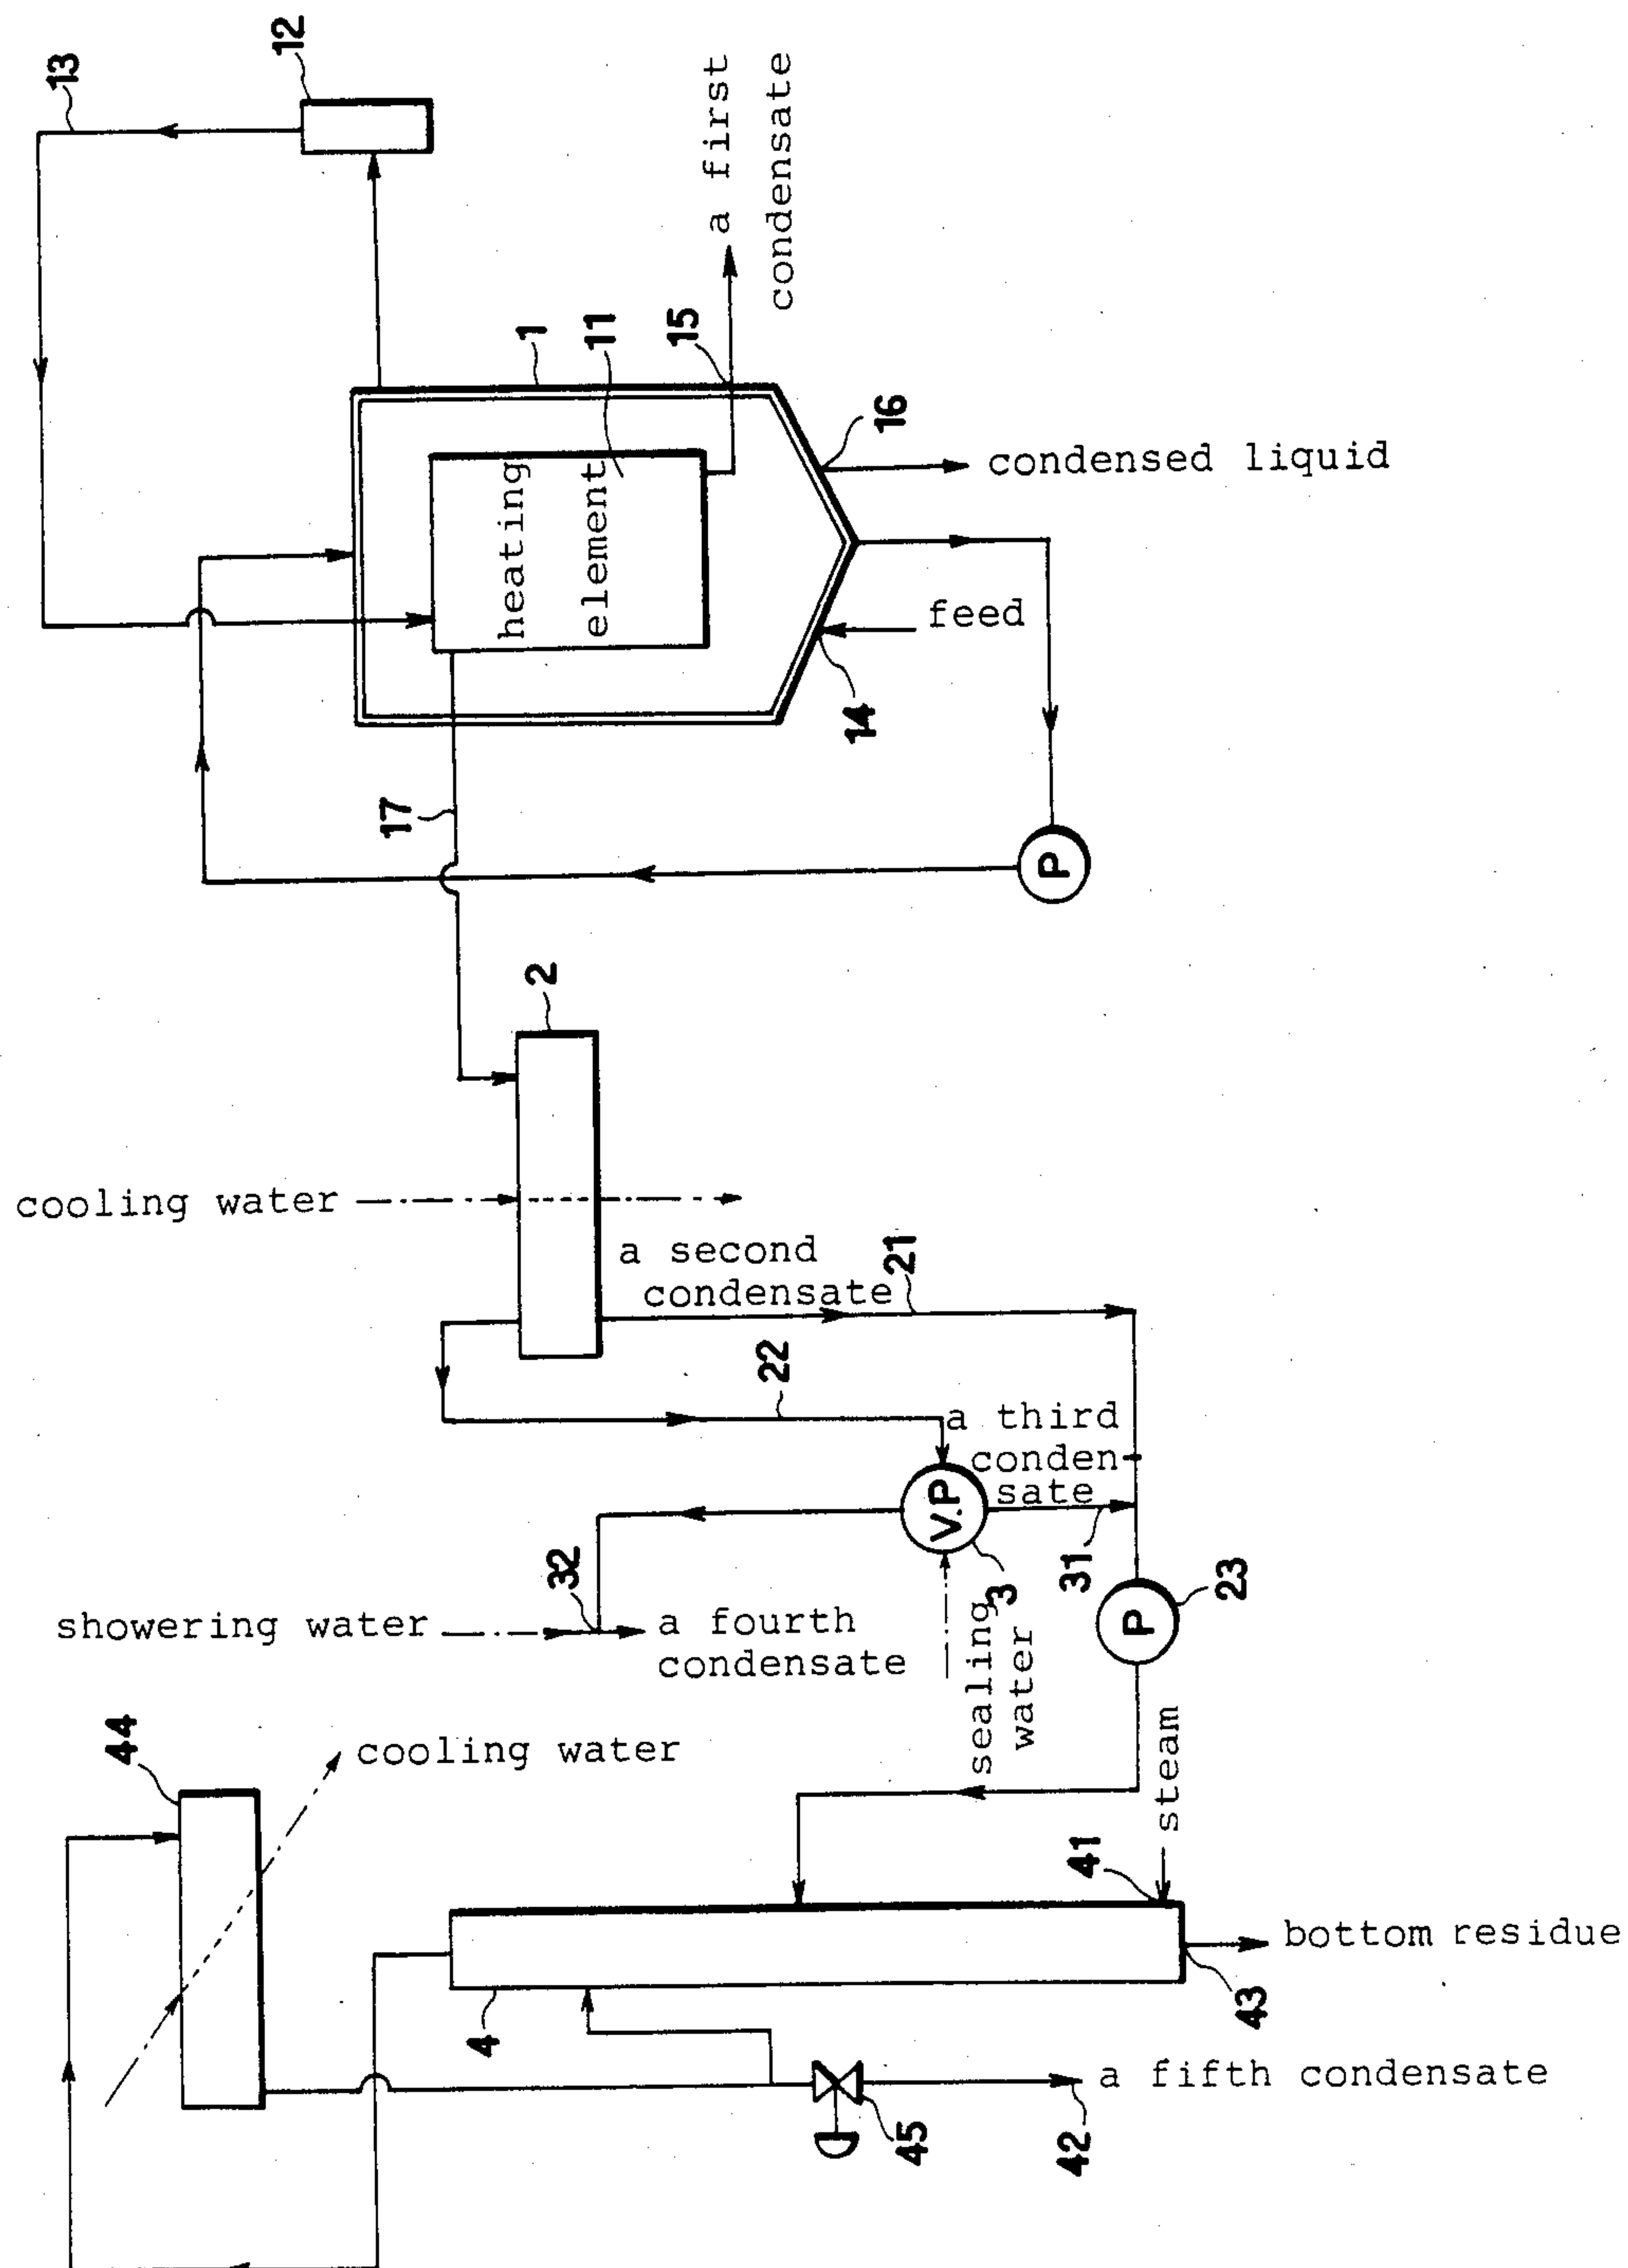 13
12
a first
condensate
1
11
15
heating
element
16
condensed liquid
feed
14
17
P
2
cooling water
a second
condensate
21
22
a third
conden-
sate
V.P
31
3
32
showering water
a fourth
condensate
sealing
water
P
23
steam
44
cooling water
41
4
bottom residue
43
a fifth condensate
45
42